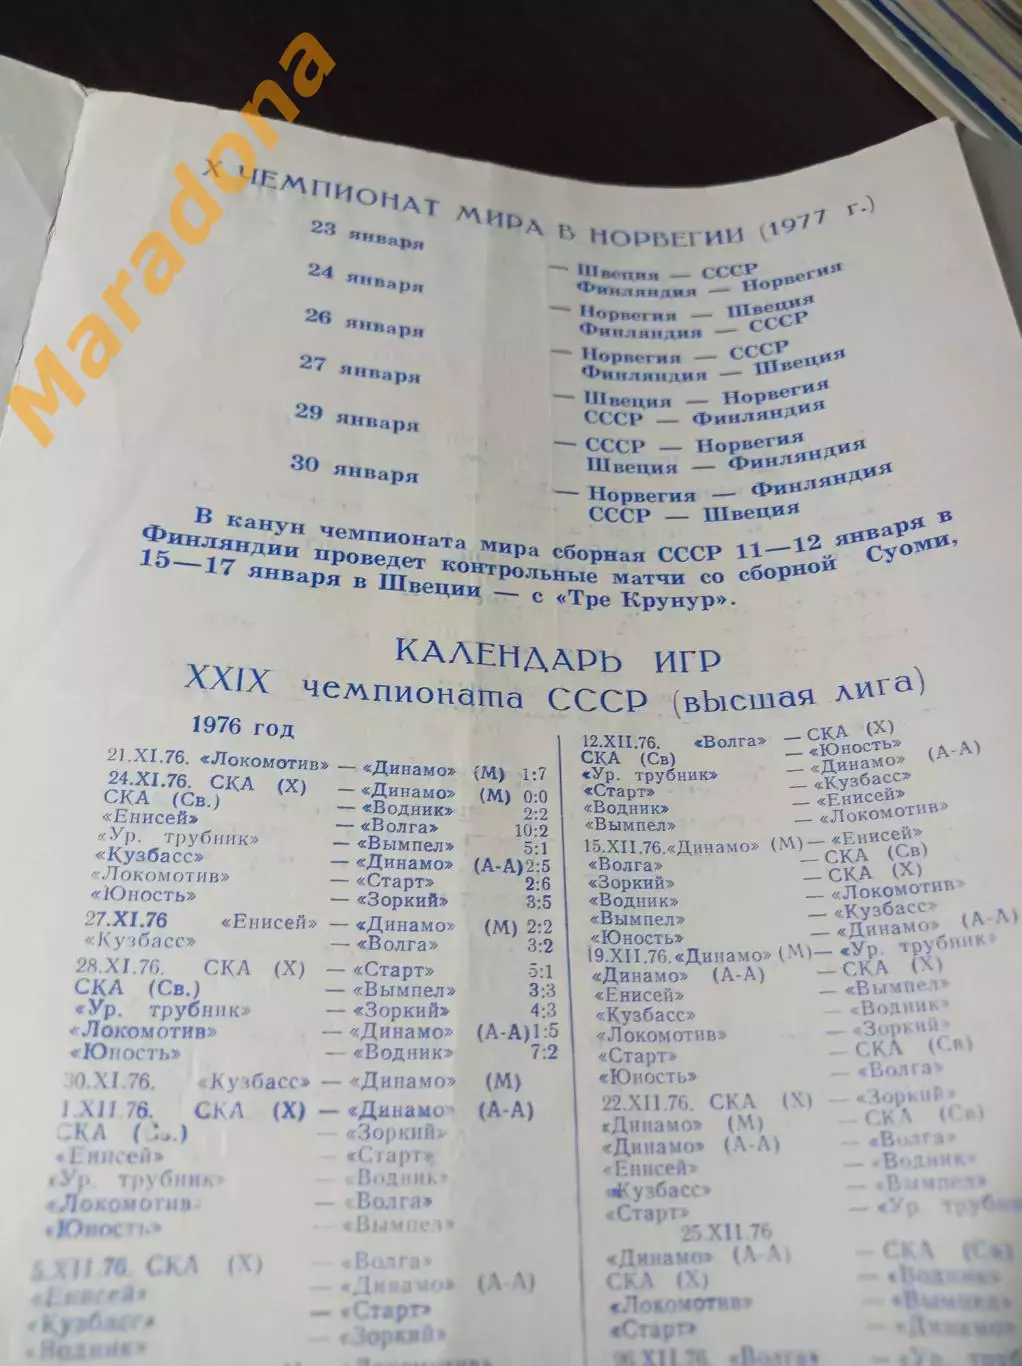 Maradona
X ЧЕМПИОНАТ МИРА В НОРВЕГИИ (1977 г.)
23 января — Швеция — СССР
Финляндия — Норвегия
24 января — Норвегия — Швеция
Финляндия — СССР
26 января — Норвегия — СССР
Финляндия — Швеция
27 января — Швеция — Норвегия
СССР — Финляндия
29 января — СССР — Норвегия
Швеция — Финляндия
30 января — Норвегия — Финляндия
СССР — Швеция
В канун чемпионата мира сборная СССР 11—12 января в
Финляндии проведет контрольные матчи со сборной Суоми,
15—17 января в Швеции — с «Тре Крунур».
КАЛЕНДАРЬ ИГР
XXIX чемпионата СССР (высшая лига)
1976 год
21.XI.76. «Локомотив» — «Динамо» (М) 1:7
24.XI.76. СКА (Х) — «Динамо» (М) 0:0
СКА (Св.) — «Водник» 2:2
«Енисей» — «Волга» 10:2
«Ур. трубник» — «Вымпел» 5:1
«Кузбасс» — «Динамо» (А-А) 2:5
«Локомотив» — «Старт» 2:6
«Юность» — «Зоркий» 3:5
27.XI.76 «Енисей» — «Динамо» (М) 2:2
«Кузбасс» — «Волга» 3:2
28.XI.76. СКА (Х) — «Старт» 5:1
СКА (Св.) — «Вымпел» 3:3
«Ур. трубник» — «Зоркий» 4:3
«Локомотив» — «Динамо» (А-А) 1:5
«Юность» — «Водник» 7:2
30.XI.76. «Кузбасс» — «Динамо» (М)
1.XII.76. СКА (Х) — «Динамо» (А-А)
СКА (Св.) — «Зоркий»
«Енисей» — «Старт»
«Ур. трубник» — «Водник»
«Локомотив» — «Волга»
«Юность» — «Вымпел»
5.XII.76. СКА (Х) — «Волга»
«Енисей» — «Динамо» (А-А)
«Кузбасс» — «Старт»
«Водник» — «Зоркий»
12.XII.76. «Волга» — СКА (Х)
СКА (Св) — «Юность»
«Ур. трубник» — «Динамо» (А-А)
«Старт» — «Кузбасс»
«Водник» — «Енисей»
«Вымпел» — «Локомотив»
15.XII.76. «Динамо» (М) — «Енисей»
«Волга» — СКА (Св)
«Зоркий» — СКА (Х)
«Водник» — «Локомотив»
«Вымпел» — «Кузбасс»
«Юность» — «Динамо» (А-А)
19.XII.76. «Динамо» (М) — «Ур. трубник»
«Динамо» (А-А) — СКА (Х)
«Енисей» — «Вымпел»
«Кузбасс» — «Водник»
«Локомотив» — «Зоркий»
«Старт» — СКА (Св)
«Юность» — «Волга»
22.XII.76. СКА (Х) — «Зоркий»
«Динамо» (М) — СКА (Св)
«Динамо» (А-А) — «Волга»
«Енисей» — «Водник»
«Кузбасс» — «Вымпел»
«Старт» — «Ур. трубник»
25.XII.76
«Динамо» (А-А) — СКА (Св)
СКА (Х) — «Водник»
«Локомотив» — «Вымпел»
«Старт» — «Динамо»
«Волга» — «Ур. трубник»